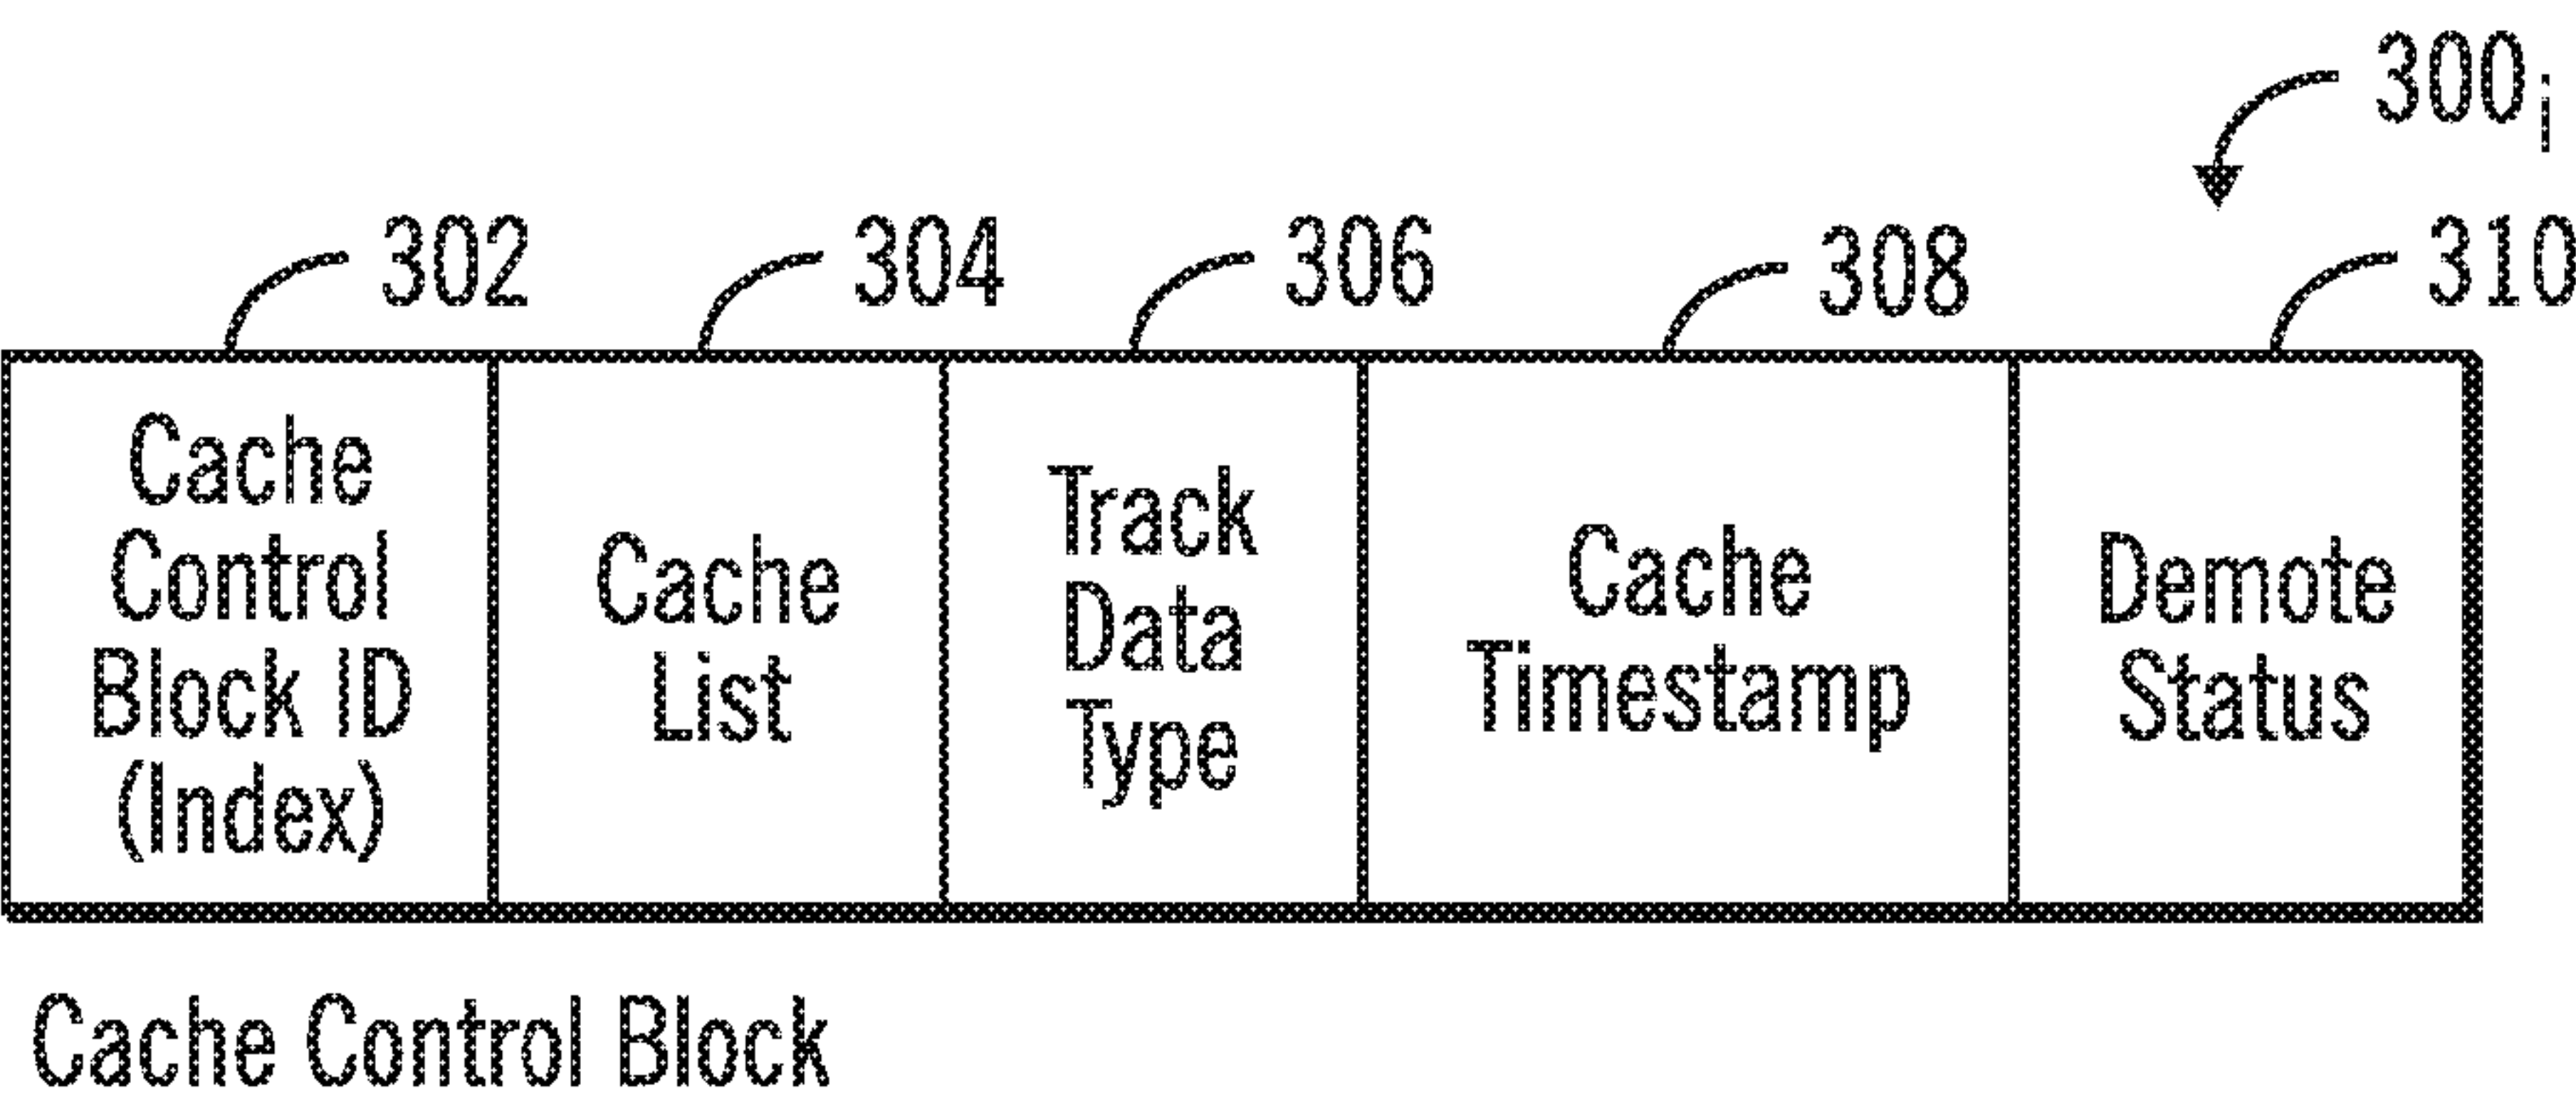 300i
302
304
306
308
310
Cache
Control
Block ID
(Index)
Cache
List
Track
Data
Type
Cache
Timestamp
Demote
Status
Cache Control Block